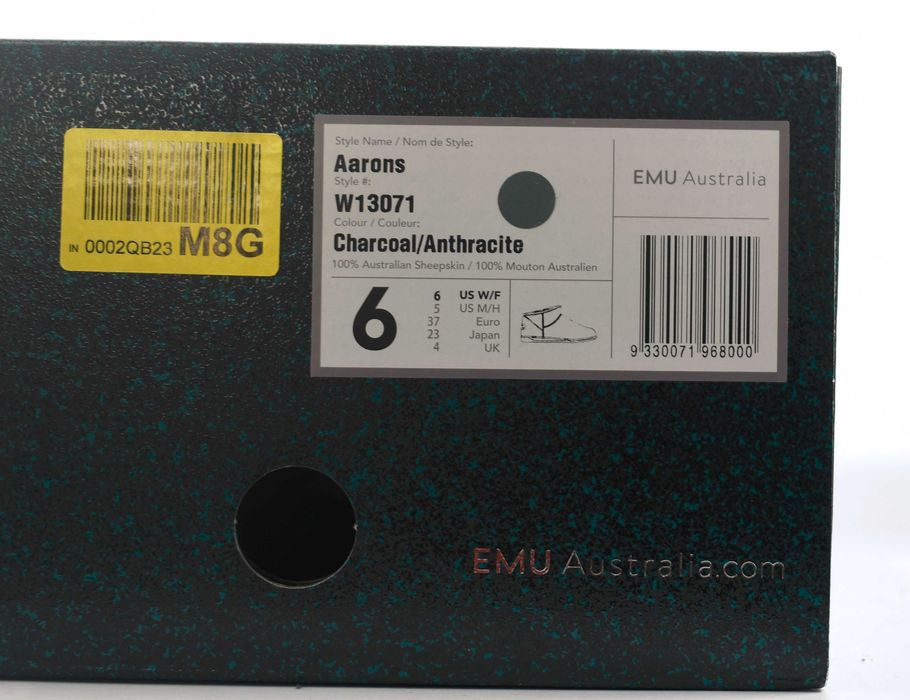 IN 0002QB23 M8G
Style Name / Nom de Style:
Aarons
Style #:
W13071
Colour / Couleur:
Charcoal/Anthracite
100% Australian Sheepskin / 100% Mouton Australien
6
6 US W/F
5 US M/H
37 Euro
23 Japan
4 UK
EMU Australia
9 330071 968000
EMU Australia.com